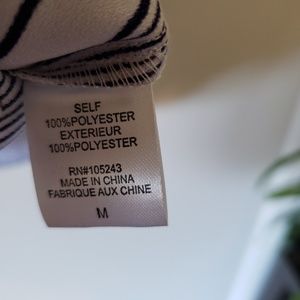 SELF
100%POLYESTER
EXTERIEUR
100%POLYESTER
RN#105243
MADE IN CHINA
FABRIQUE AUX CHINE
M